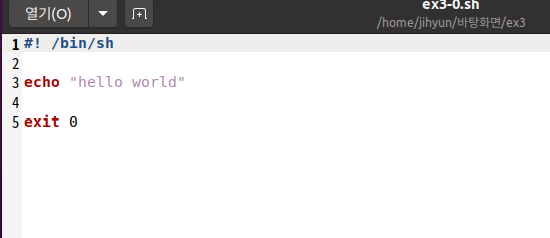 ex3-0.sh
열기(O)
/home/jihyun/바탕화면/ex3
1 #! /bin/sh
2
3 echo "hello world"
4
5 exit 0